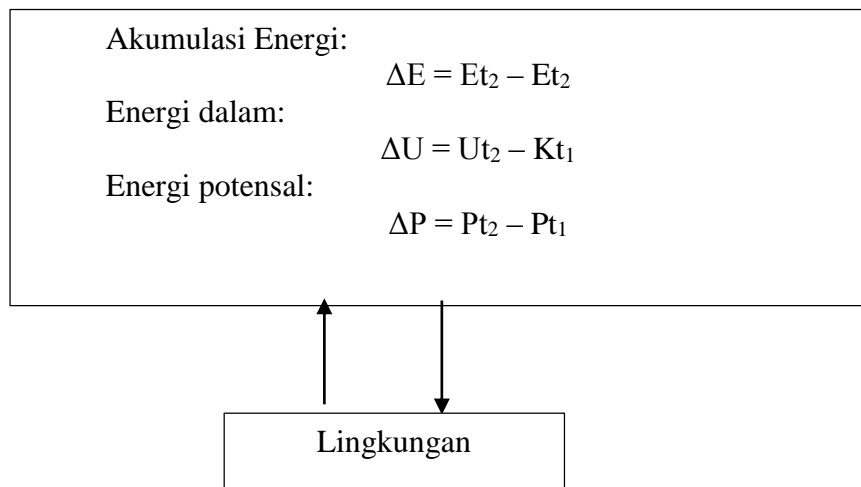 Akumulasi Energi:
ΔE = Et₂ – Et₂
Energi dalam:
ΔU = Ut₂ – Kt₁
Energi potensal:
ΔP = Pt₂ – Pt₁
Lingkungan